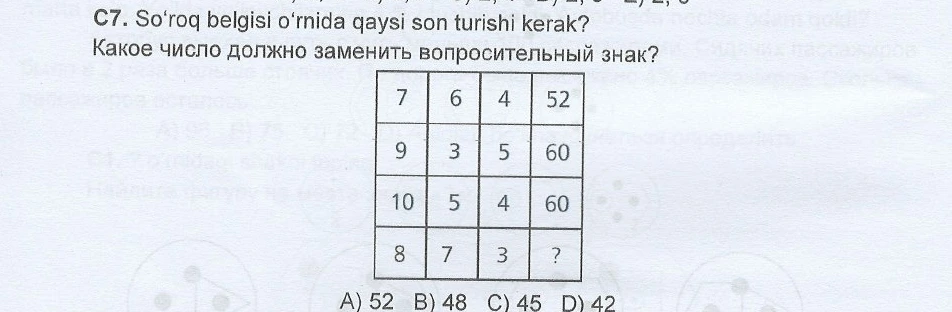 C7. So‘roq belgisi o‘rnida qaysi son turishi kerak?
Какое число должно заменить вопросительный знак?
7 6 4 52
9 3 5 60
10 5 4 60
8 7 3 ?
A) 52 B) 48 C) 45 D) 42